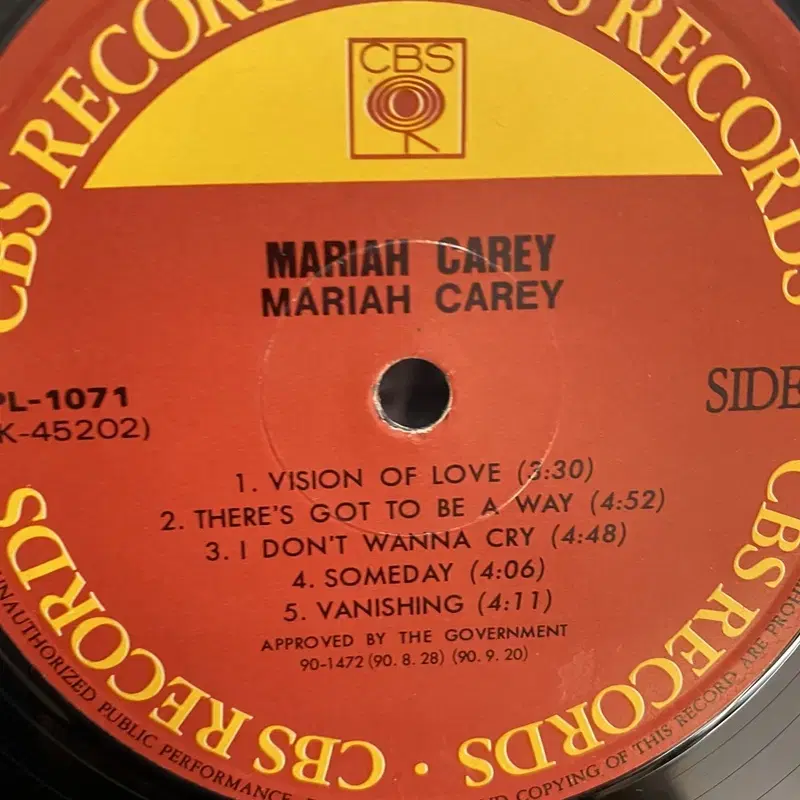 CBS RECORDS
RECORDS
CBS
MARIAH CAREY
MARIAH CAREY
PL-1071
K-45202)
SIDE
1. VISION OF LOVE (3:30)
2. THERE'S GOT TO BE A WAY (4:52)
3. I DON'T WANNA CRY (4:48)
4. SOMEDAY (4:06)
5. VANISHING (4:11)
APPROVED BY THE GOVERNMENT
90-1472 (90. 8. 28) (90. 9. 20)
CBS RECORDS · CBS RECORDS
UNAUTHORIZED PUBLIC PERFORMANCE
AND COPYING OF THIS RECORD ARE